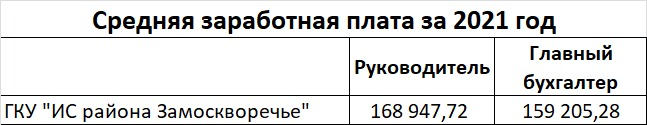 Средняя заработная плата за 2021 год
Руководитель
Главный
бухгалтер
ГКУ "ИС района Замоскворечье"
168 947,72
159 205,28